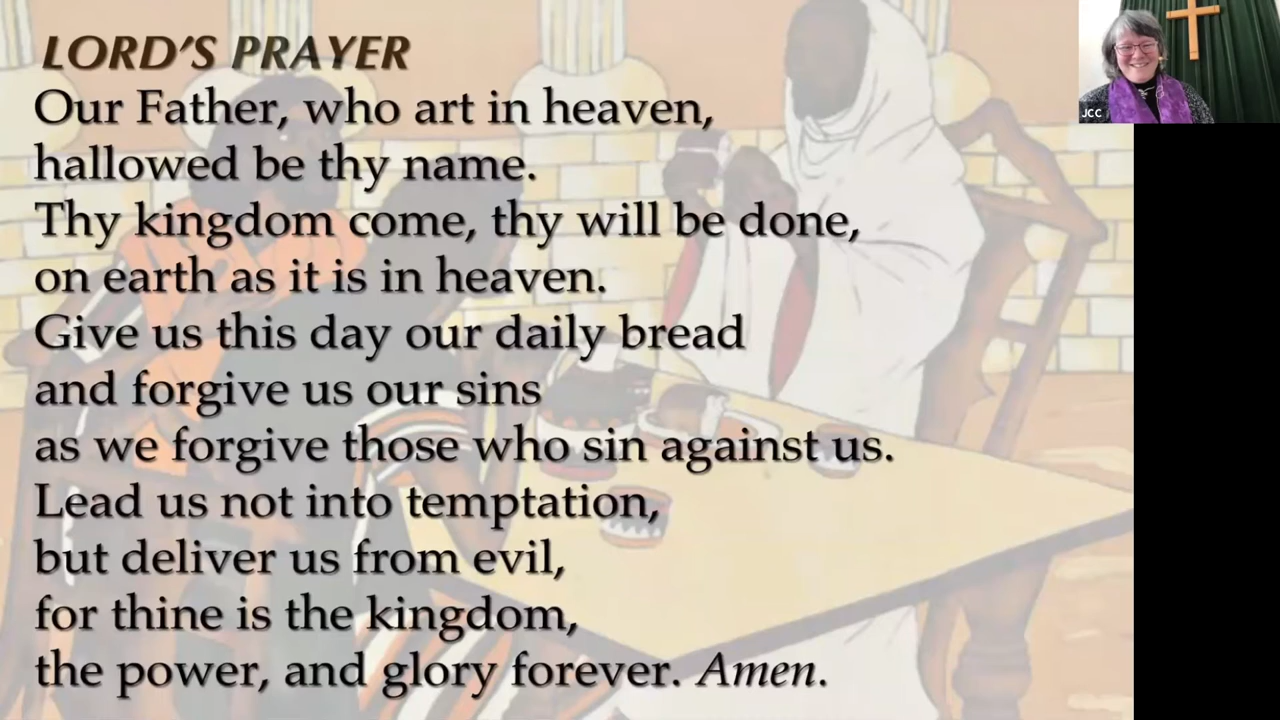 LORD’S PRAYER
Our Father, who art in heaven,
hallowed be thy name.
Thy kingdom come, thy will be done,
on earth as it is in heaven.
Give us this day our daily bread
and forgive us our sins
as we forgive those who sin against us.
Lead us not into temptation,
but deliver us from evil,
for thine is the kingdom,
the power, and glory forever. Amen.
JCC